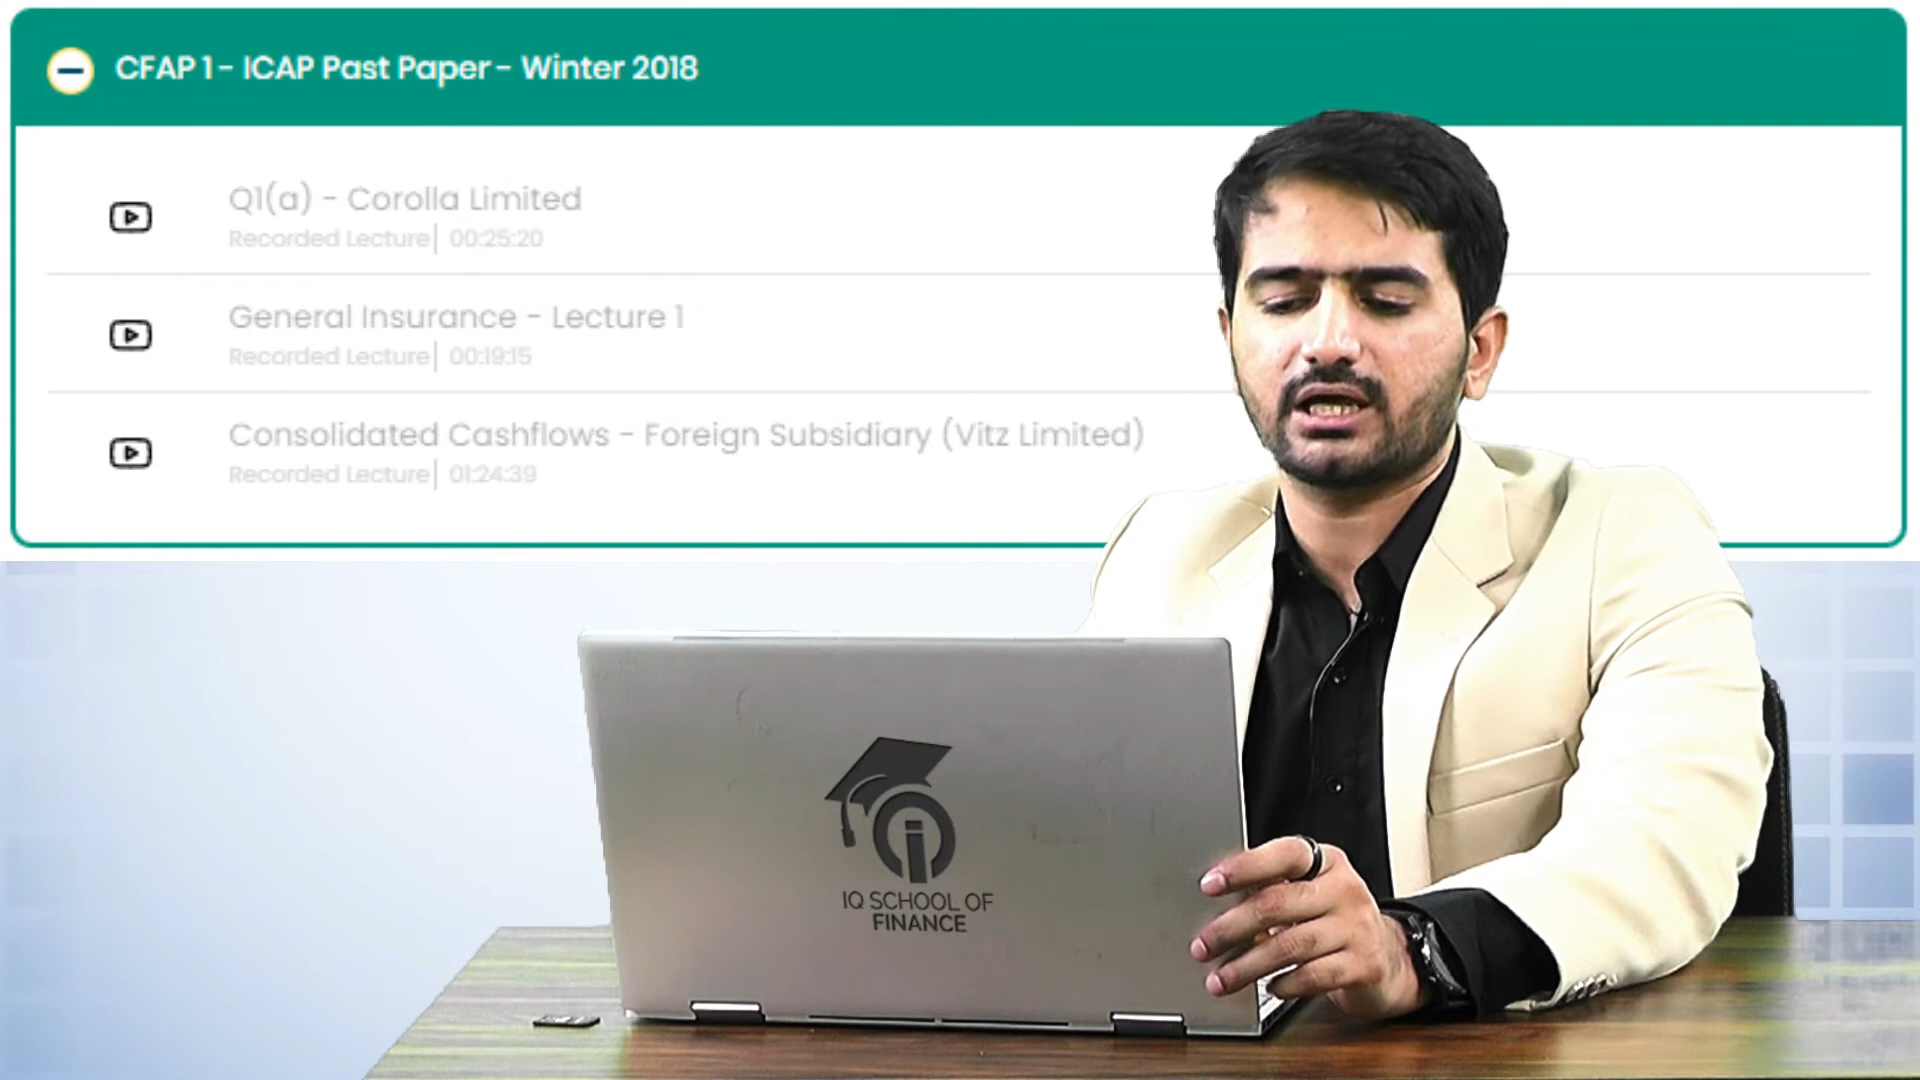 CFAP 1 - ICAP Past Paper - Winter 2018
Q1(a) - Corolla Limited
Recorded Lecture| 00:25:20
General Insurance - Lecture 1
Recorded Lecture| 00:19:15
Consolidated Cashflows - Foreign Subsidiary (Vitz Limited)
Recorded Lecture| 01:24:39
IQ SCHOOL OF
FINANCE